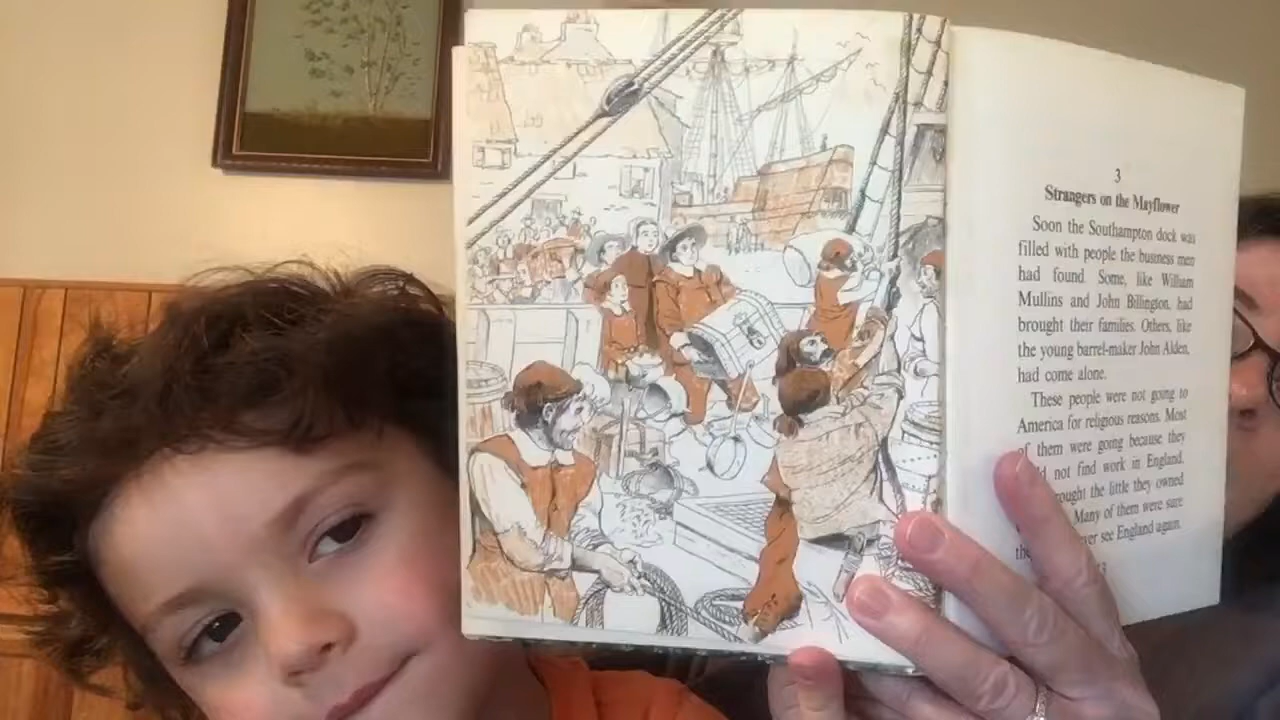 3
Strangers on the Mayflower
Soon the Southampton dock was
filled with people the business men
had found. Some, like William
Mullins and John Billington, had
brought their families. Others, like
the young barrel-maker John Alden,
had come alone.
These people were not going to
America for religious reasons. Most
of them were going because they
not find work in England.
the little they owned
Many of them were sure
see England again.